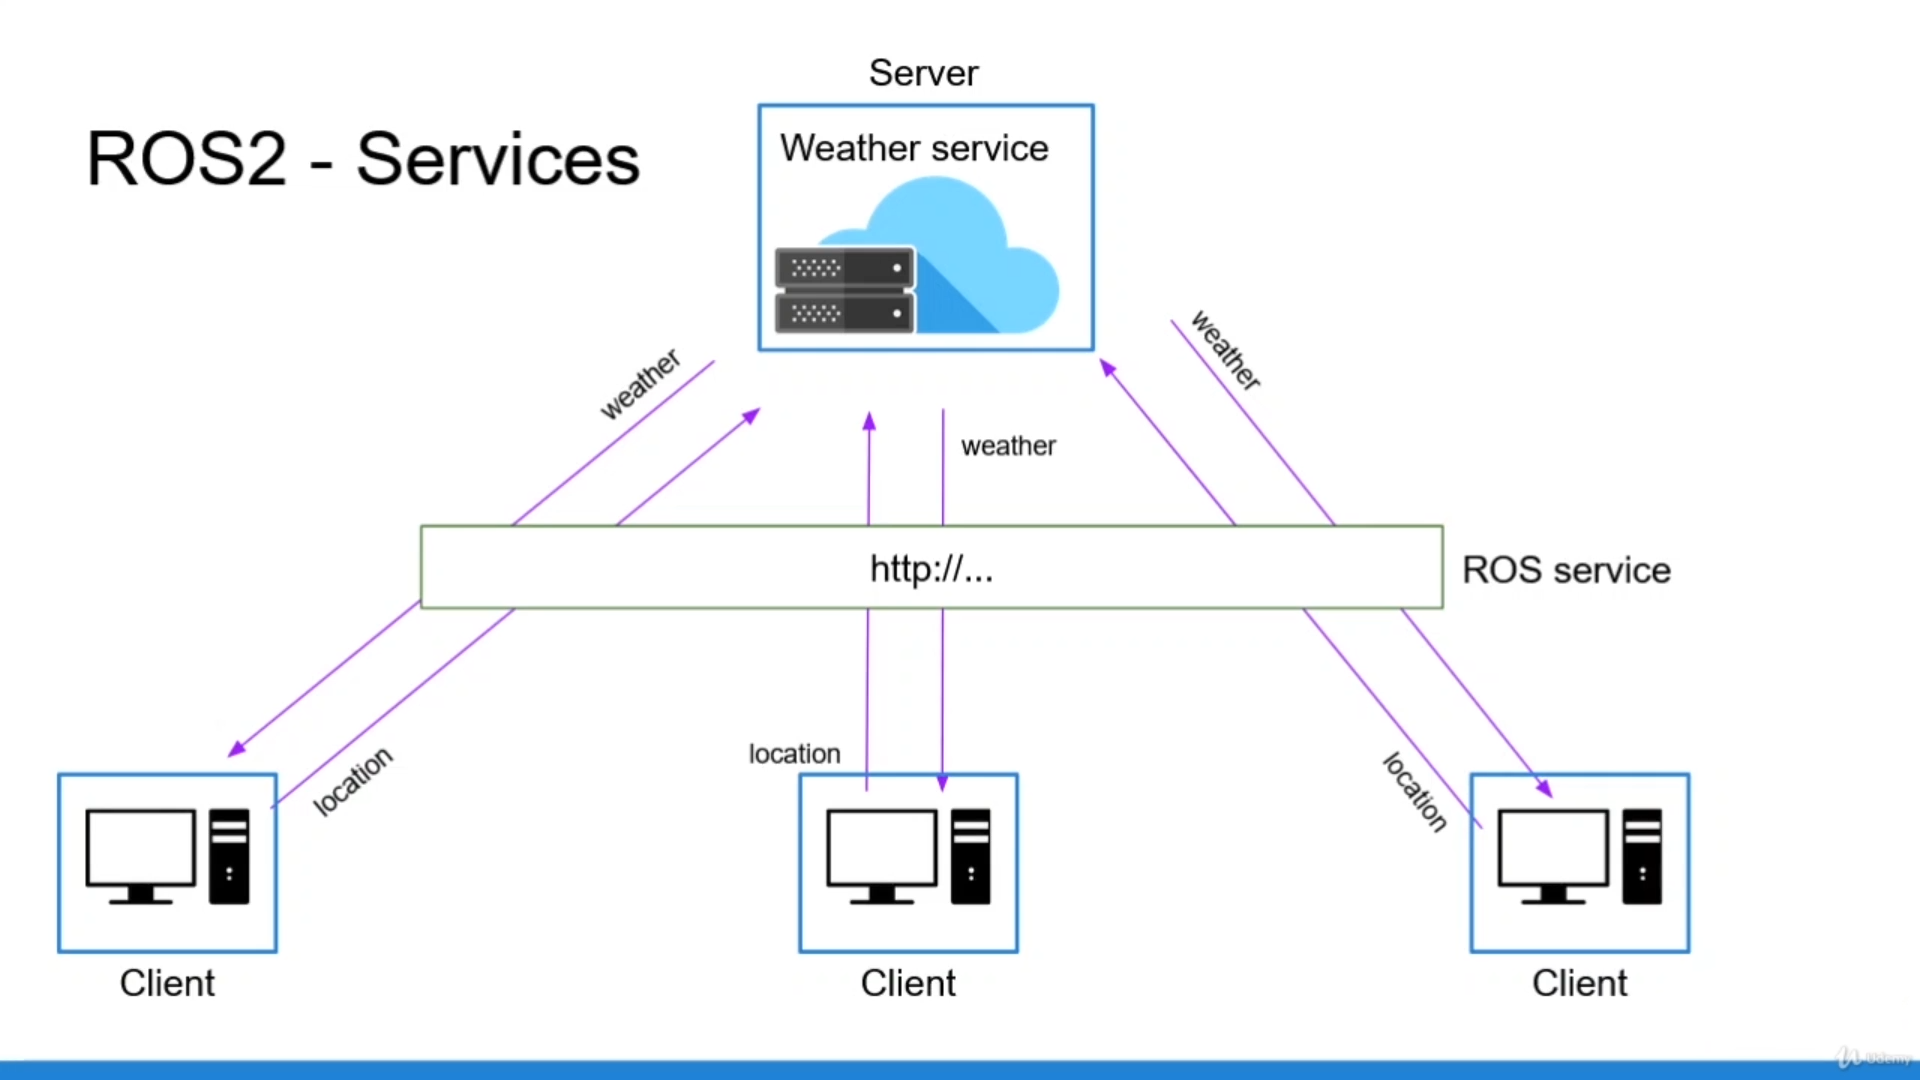 Server
ROS2 - Services
Weather service
weather
weather
weather
http://...
ROS service
location
location
location
Client
Client
Client
Udemy